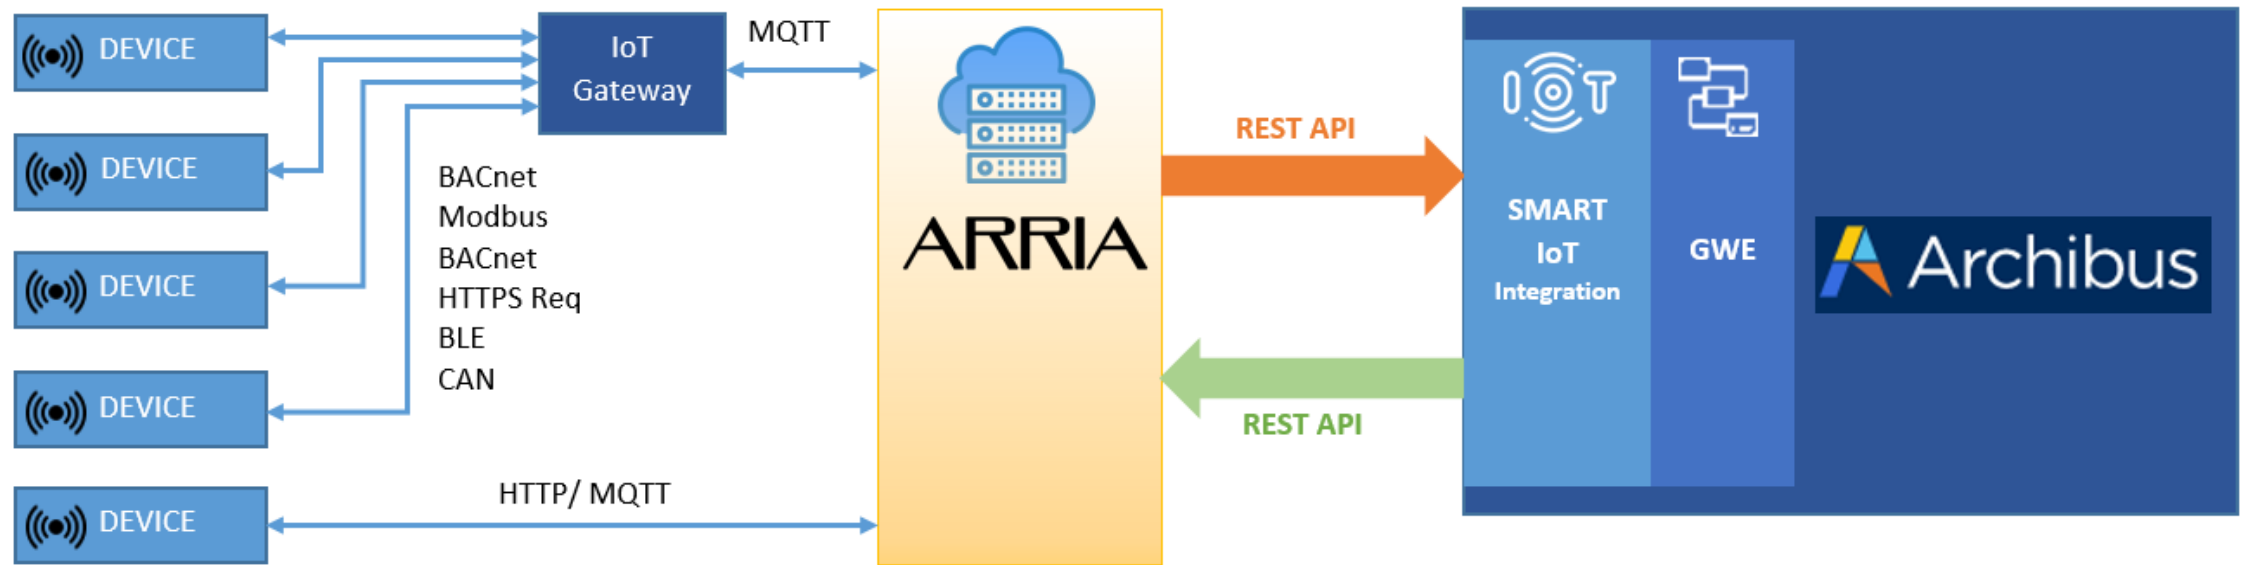 DEVICE
DEVICE
DEVICE
DEVICE
DEVICE
IoT
Gateway
MQTT
BACnet
Modbus
BACnet
HTTPS Req
BLE
CAN
HTTP/ MQTT
ARRIA
REST API
REST API
IOT
SMART
IoT
Integration
GWE
Archibus